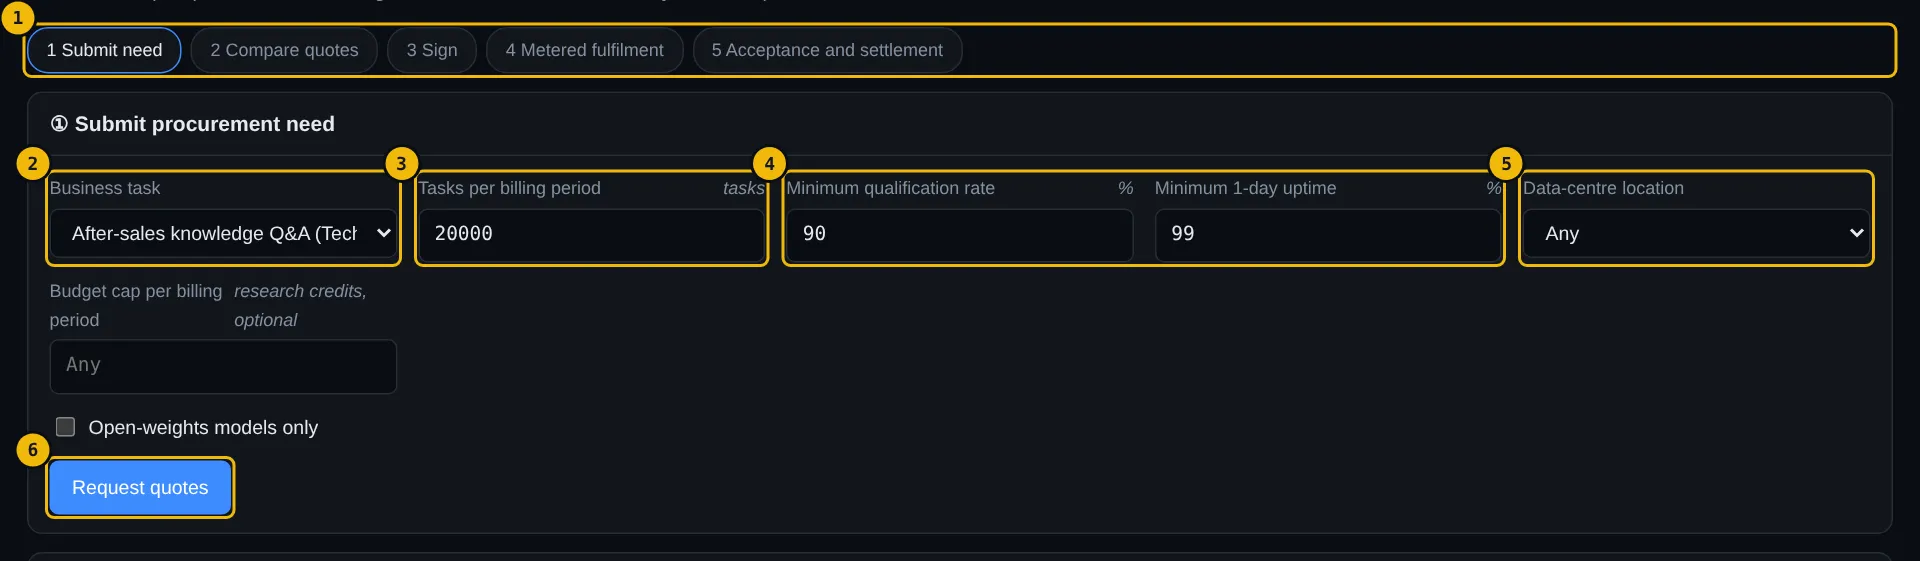 1
1 Submit need 2 Compare quotes 3 Sign 4 Metered fulfilment 5 Acceptance and settlement
① Submit procurement need
2 3 4 5
Business task Tasks per billing period tasks Minimum qualification rate % Minimum 1-day uptime % Data-centre location
After-sales knowledge Q&A (Tech 20000 90 99 Any
Budget cap per billing research credits,
period optional
Any
Open-weights models only
6
Request quotes